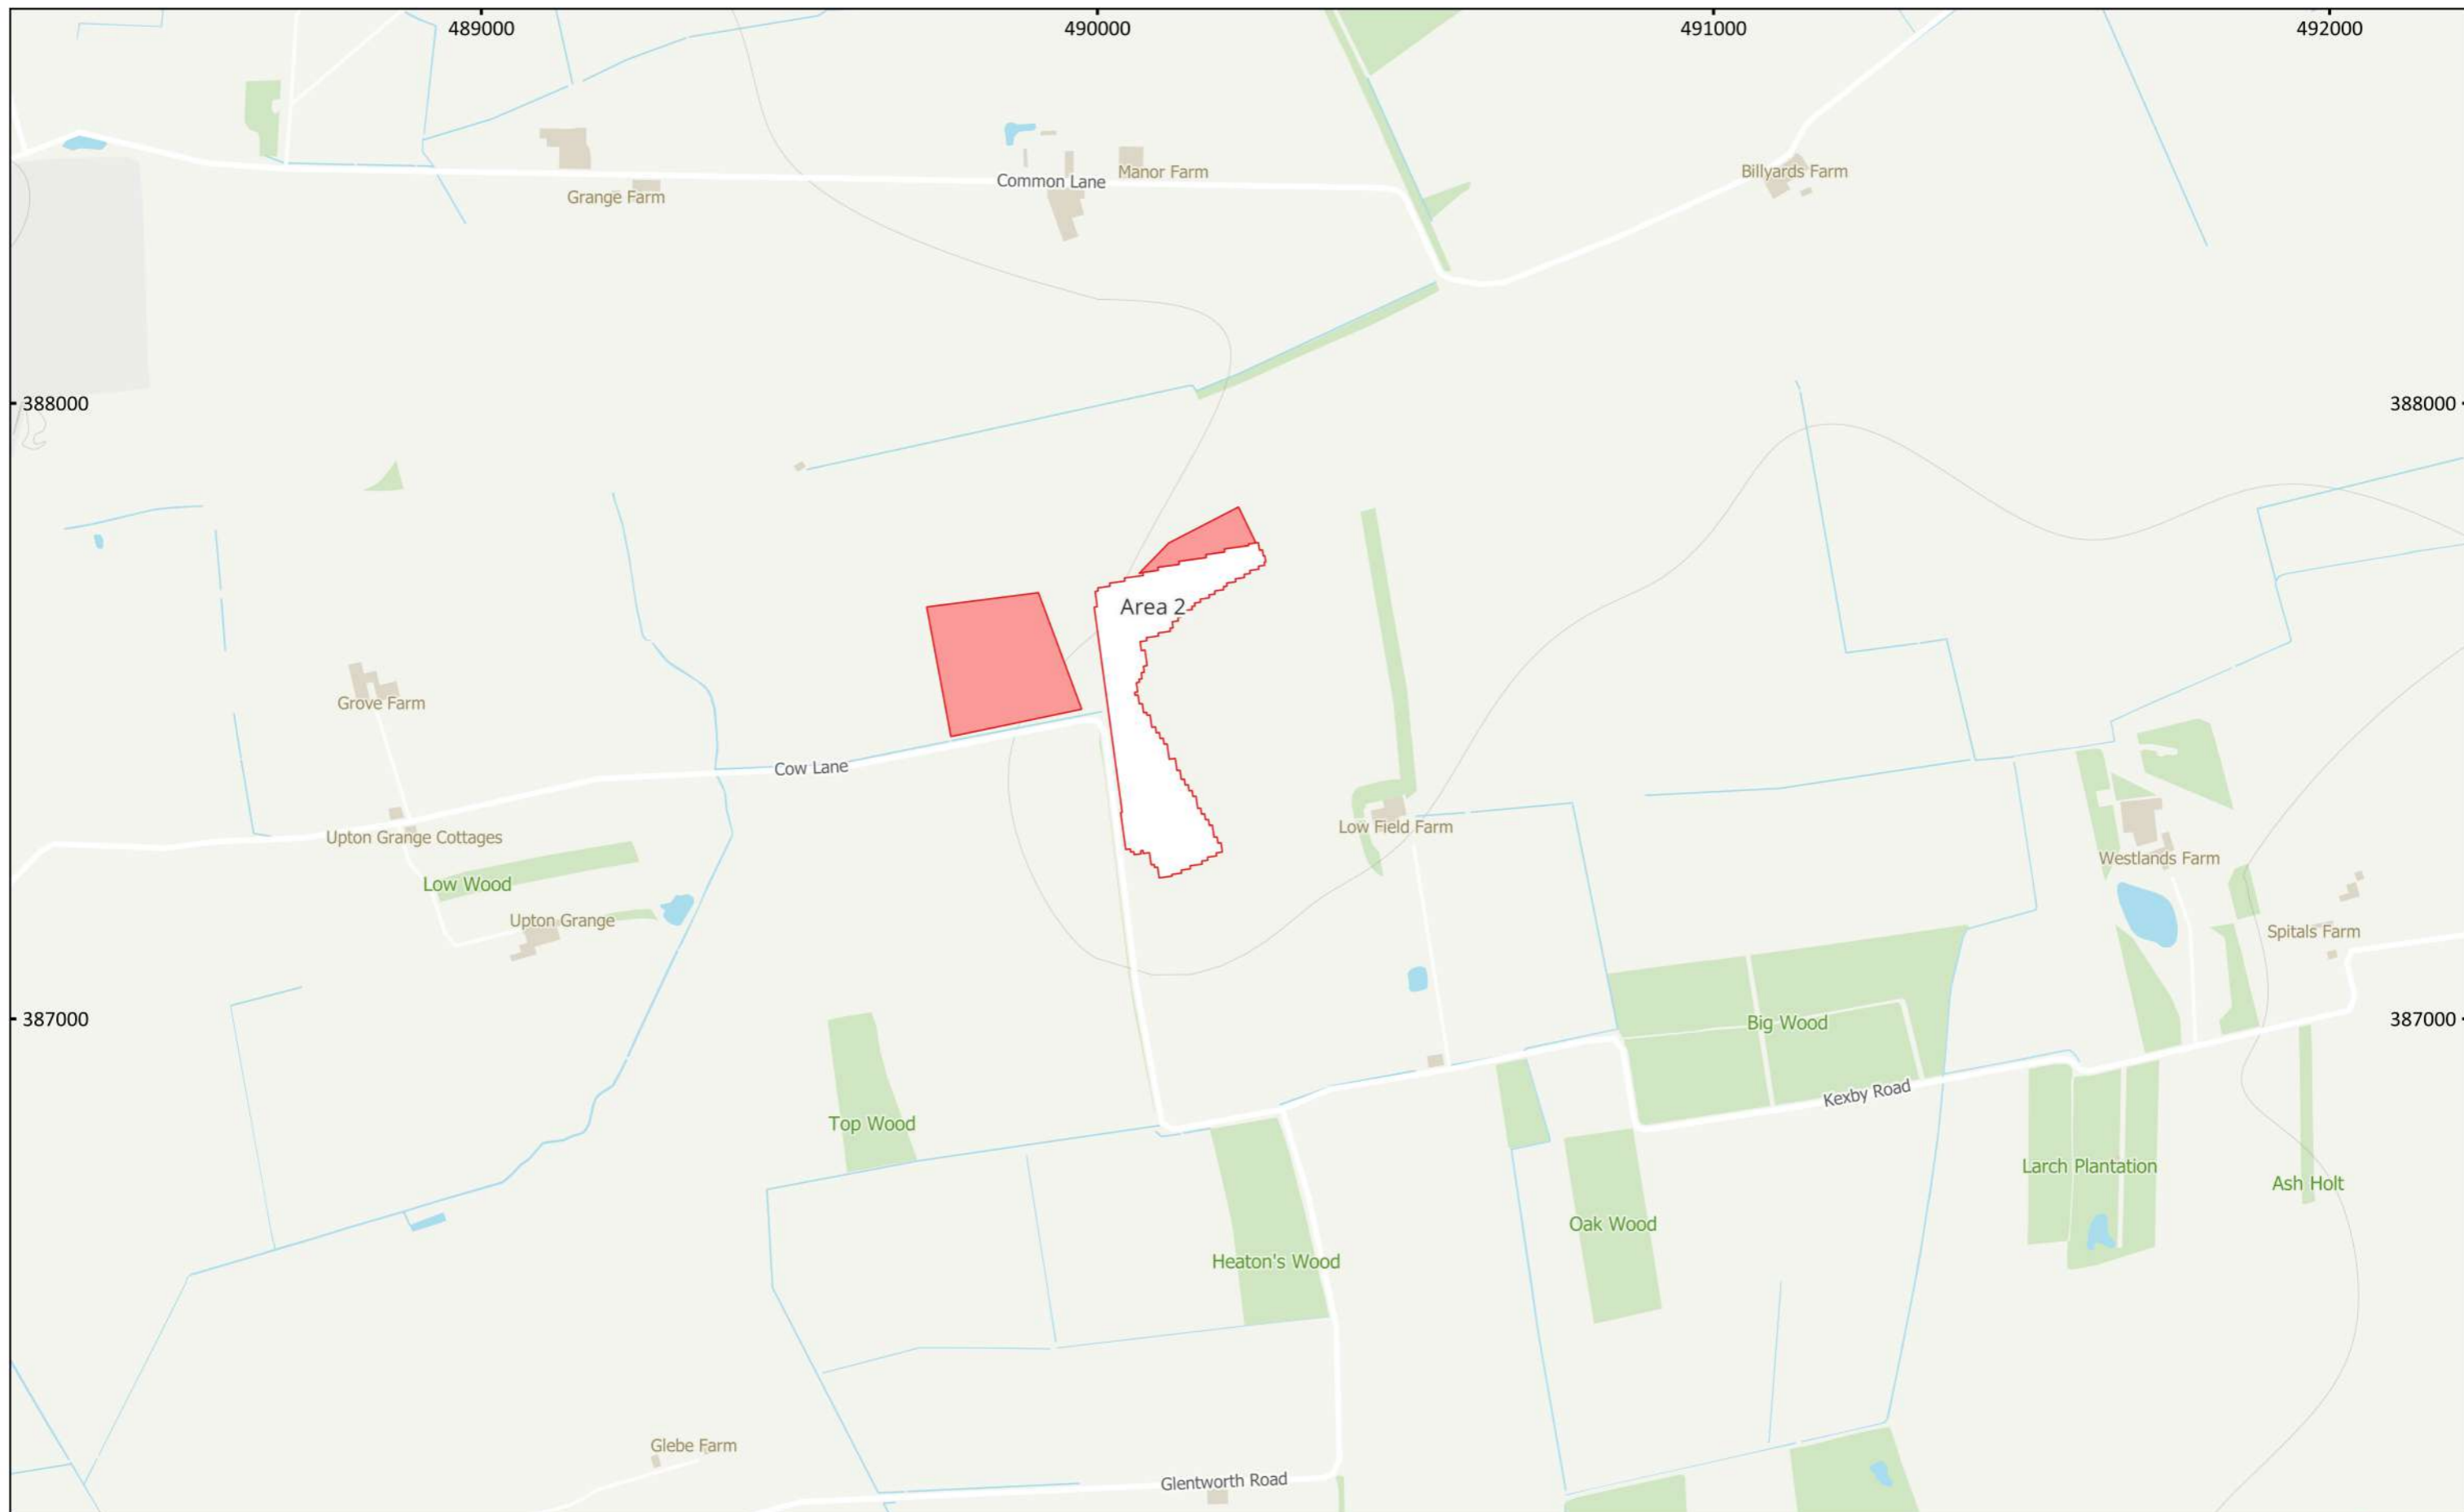 489000
490000
491000
492000
Common Lane
Manor Farm
Billyards Farm
Grange Farm
388000
388000
Area 2
Grove Farm
Cow Lane
Low Field Farm
Upton Grange Cottages
Westlands Farm
Low Wood
Upton Grange
Spitals Farm
387000
387000
Big Wood
Kexby Road
Top Wood
Larch Plantation
Ash Holt
Oak Wood
Heaton's Wood
Glebe Farm
Glentworth Road